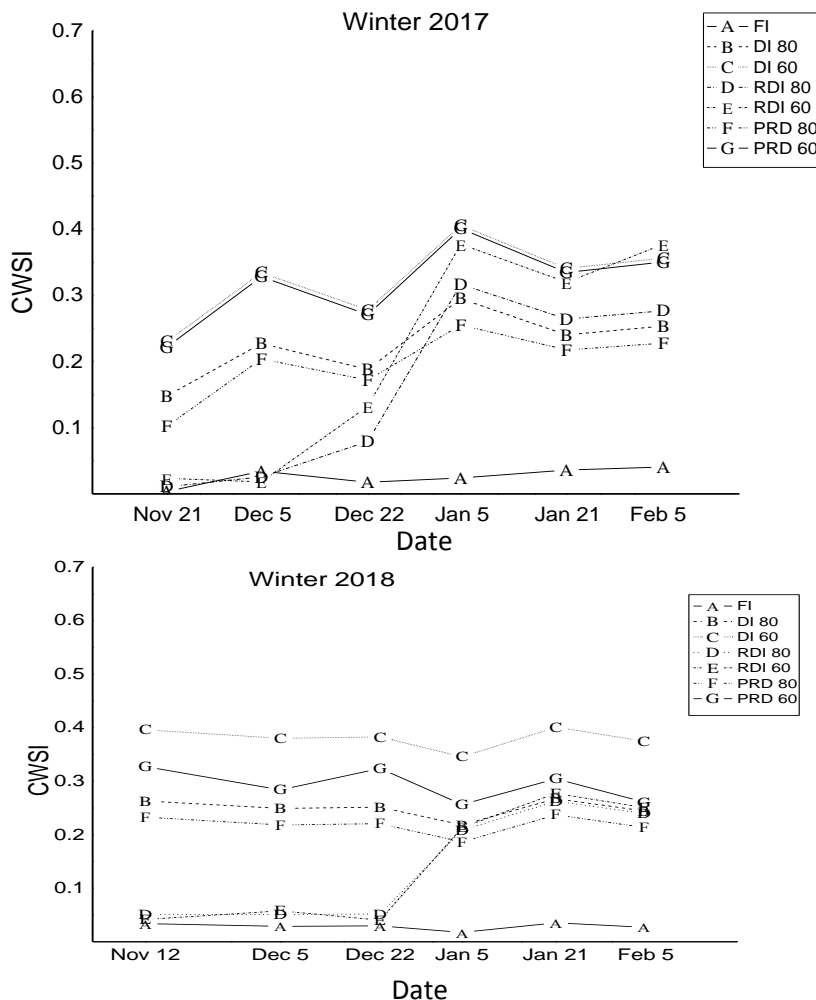 Winter 2017
A FI
B DI 80
C DI 60
D RDI 80
E RDI 60
F PRD 80
G PRD 60
0.7
0.6
0.5
0.4
0.3
0.2
0.1
CWSI
C C C C C C
G G G G G G
B B B B B B
F F F F F F
E E E E E E
D D D D D D
A A A A A A
Nov 21 Dec 5 Dec 22 Jan 5 Jan 21 Feb 5
Date
Winter 2018
A FI
B DI 80
C DI 60
D RDI 80
E RDI 60
F PRD 80
G PRD 60
0.7
0.6
0.5
0.4
0.3
0.2
0.1
CWSI
C C C C C C
G G G G G G
B B B B B B
F F F F F F
D D D D D D
E E E E E E
A A A A A A
Nov 12 Dec 5 Dec 22 Jan 5 Jan 21 Feb 5
Date